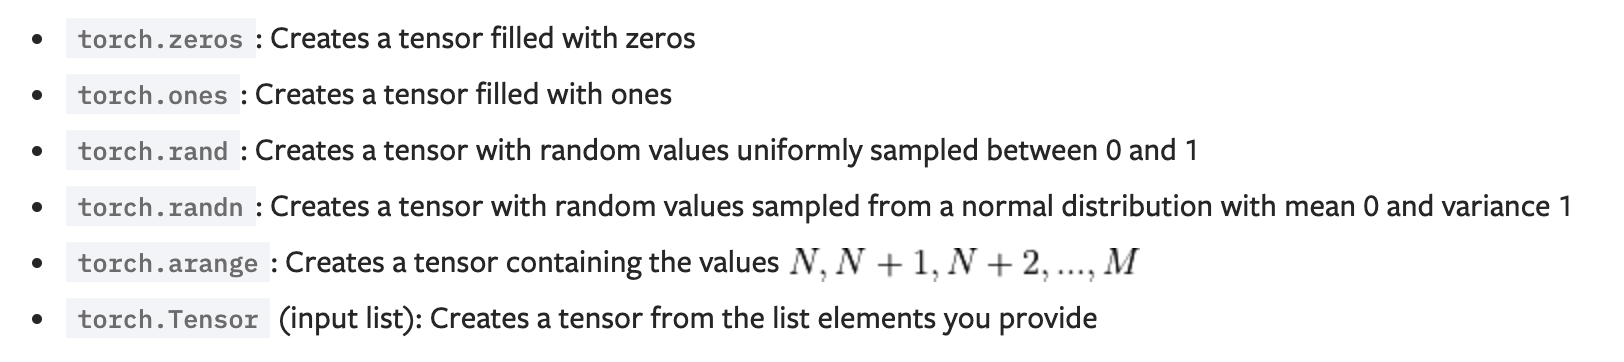 • torch.zeros : Creates a tensor filled with zeros
• torch.ones : Creates a tensor filled with ones
• torch.rand : Creates a tensor with random values uniformly sampled between 0 and 1
• torch.randn : Creates a tensor with random values sampled from a normal distribution with mean 0 and variance 1
• torch.arange : Creates a tensor containing the values N, N + 1, N + 2, ..., M
• torch.Tensor (input list): Creates a tensor from the list elements you provide